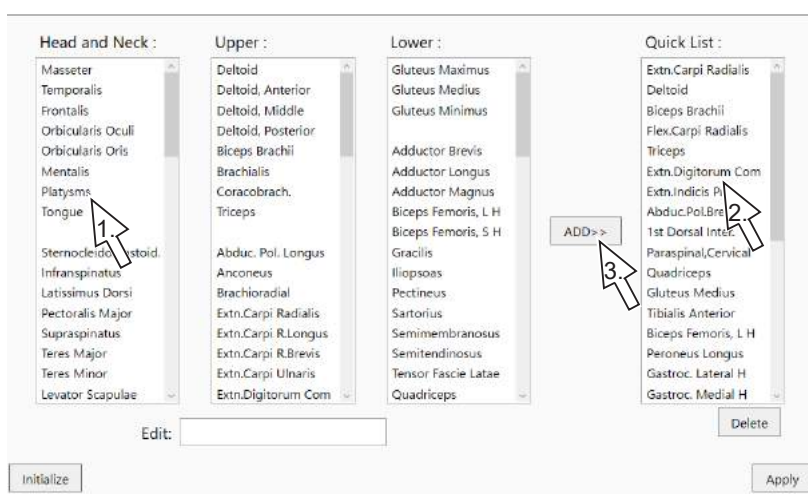 Head and Neck :
Masseter
Temporalis
Frontalis
Orbicularis Oculi
Orbicularis Oris
Mentalis
Platysms
Tongue
Infranspinatus
Latissimus Dorsi
Pectoralis Major
Supraspinatus
Teres Major
Teres Minor
Levator Scapulae
1.
Upper :
Deltoid
Deltoid, Anterior
Deltoid, Middle
Deltoid, Posterior
Biceps Brachii
Brachialis
Coracobrach.
Triceps
Abduc. Pol. Longus
Anconeus
Brachioradial
Extn.Carpi Radialis
Extn.Carpi R.Longus
Extn.Carpi R.Brevis
Extn.Carpi Ulnaris
Extn.Digitorum Com
Lower :
Gluteus Maximus
Gluteus Medius
Gluteus Minimus
Adductor Brevis
Adductor Longus
Adductor Magnus
Biceps Femoris, L H
Biceps Femoris, S H
Gracilis
Iliopsoas
Pectineus
Sartorius
Semimembranosus
Semitendinosus
Tensor Fascie Latae
Quadriceps
ADD>>
3.
Quick List :
Extn.Carpi Radialis
Deltoid
Biceps Brachii
Flex.Carpi Radialis
Triceps
Extn.Digitorum Com
Extn.Indicis
2.
1st Dorsal Inter.
Paraspinal,Cervical
Quadriceps
Gluteus Medius
Tibialis Anterior
Biceps Femoris, L H
Peroneus Longus
Gastroc. Lateral H
Gastroc. Medial H
Delete
Edit:
Initialize
Apply